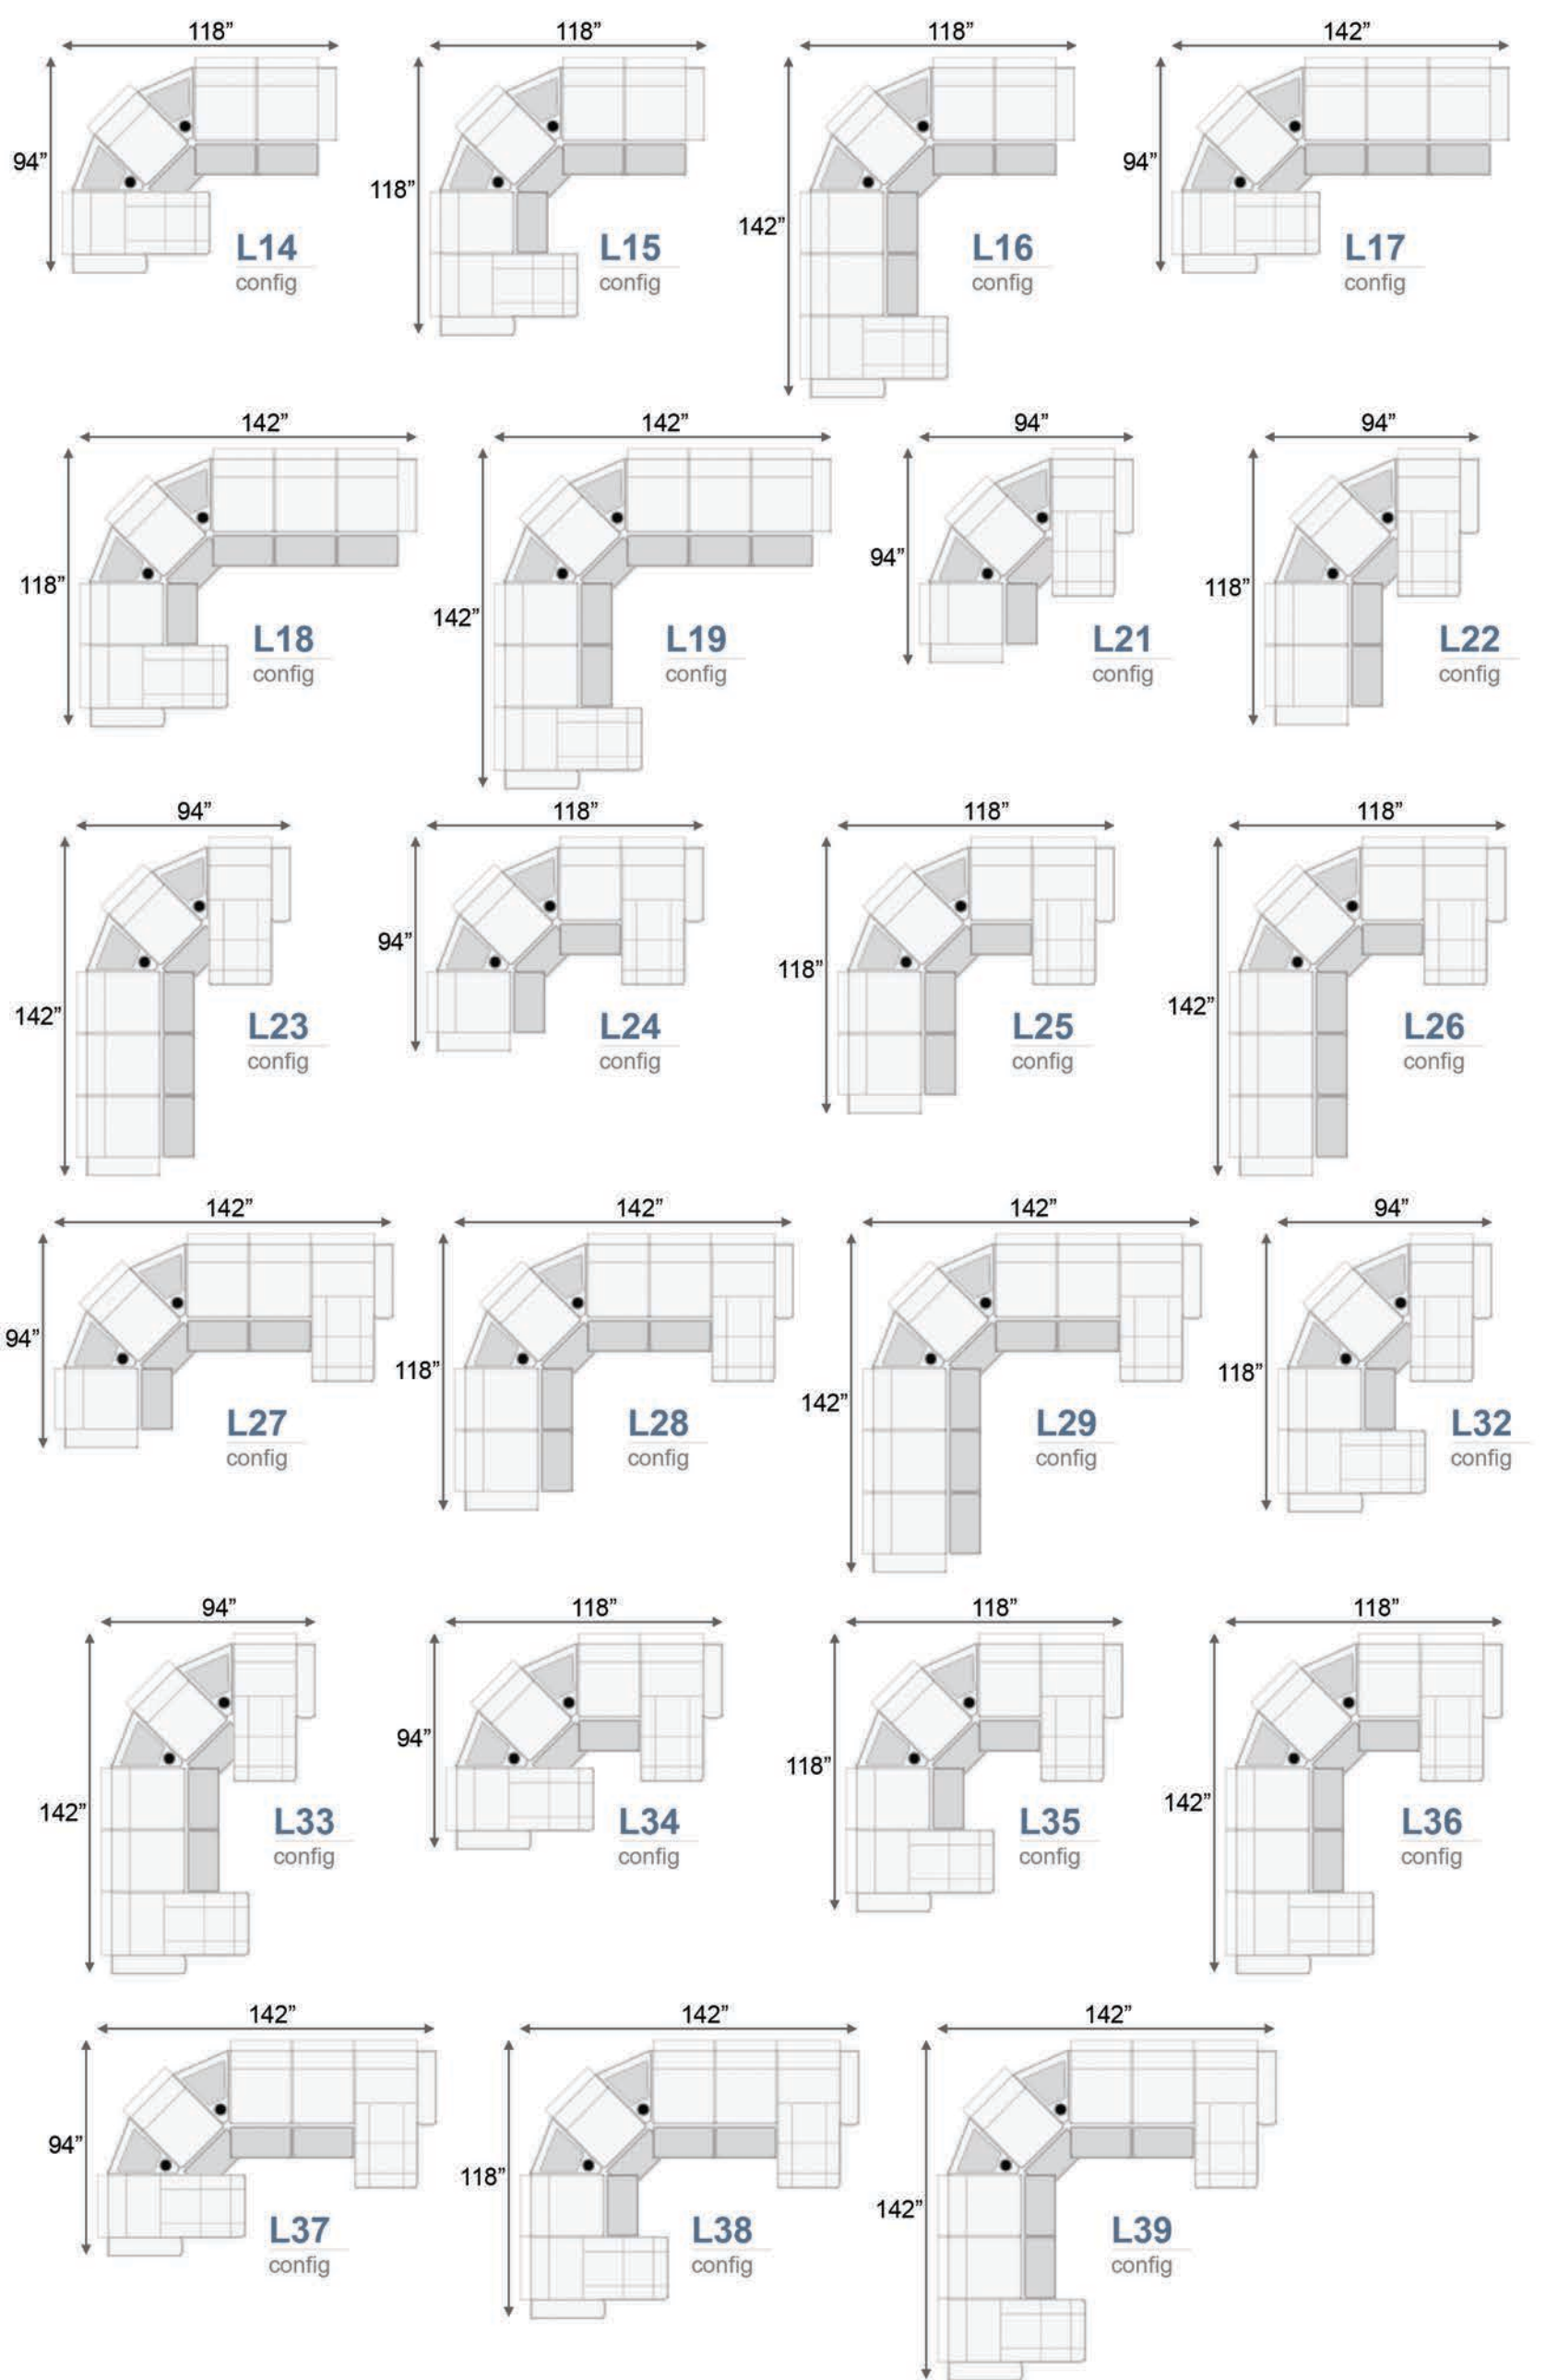 118” 118” 118” 142”
94” 118” 142” 94”
L14 L15 L16 L17
config config config config
142” 142” 94” 94”
118” 142” 94” 118”
L18 L19 L21 L22
config config config config
94” 118” 118” 118”
142” 94” 118” 142”
L23 L24 L25 L26
config config config config
142” 142” 142” 94”
94” 118” 142” 118”
L27 L28 L29 L32
config config config config
94” 118” 118” 118”
142” 94” 118” 142”
L33 L34 L35 L36
config config config config
142” 142” 142”
94” 118” 142”
L37 L38 L39
config config config